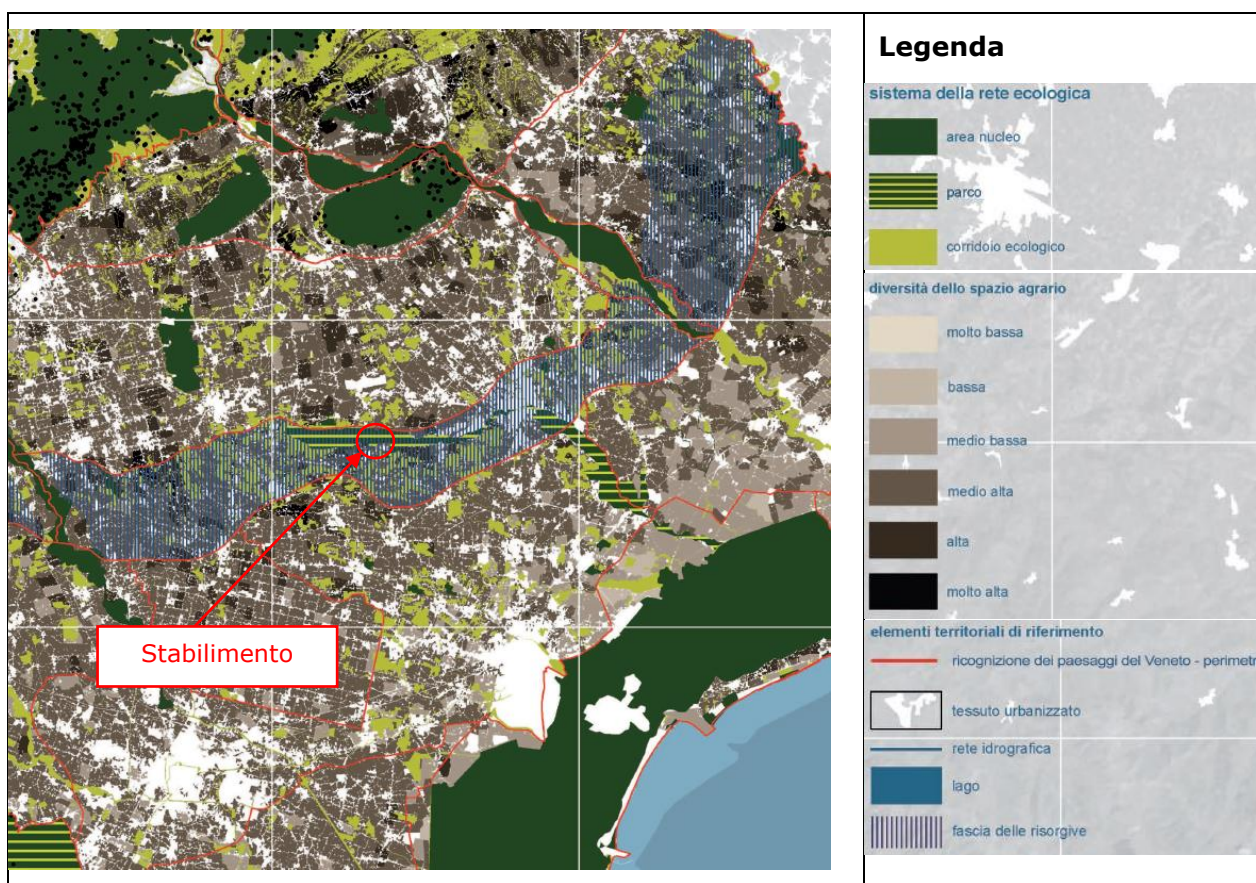 Stabilimento
Legenda
sistema della rete ecologica
area nucleo
parco
corridoio ecologico
diversità dello spazio agrario
molto bassa
bassa
medio bassa
medio alta
alta
molto alta
elementi territoriali di riferimento
ricognizione dei paesaggi del Veneto - perimetr
tessuto urbanizzato
rete idrografica
lago
fascia delle risorgive